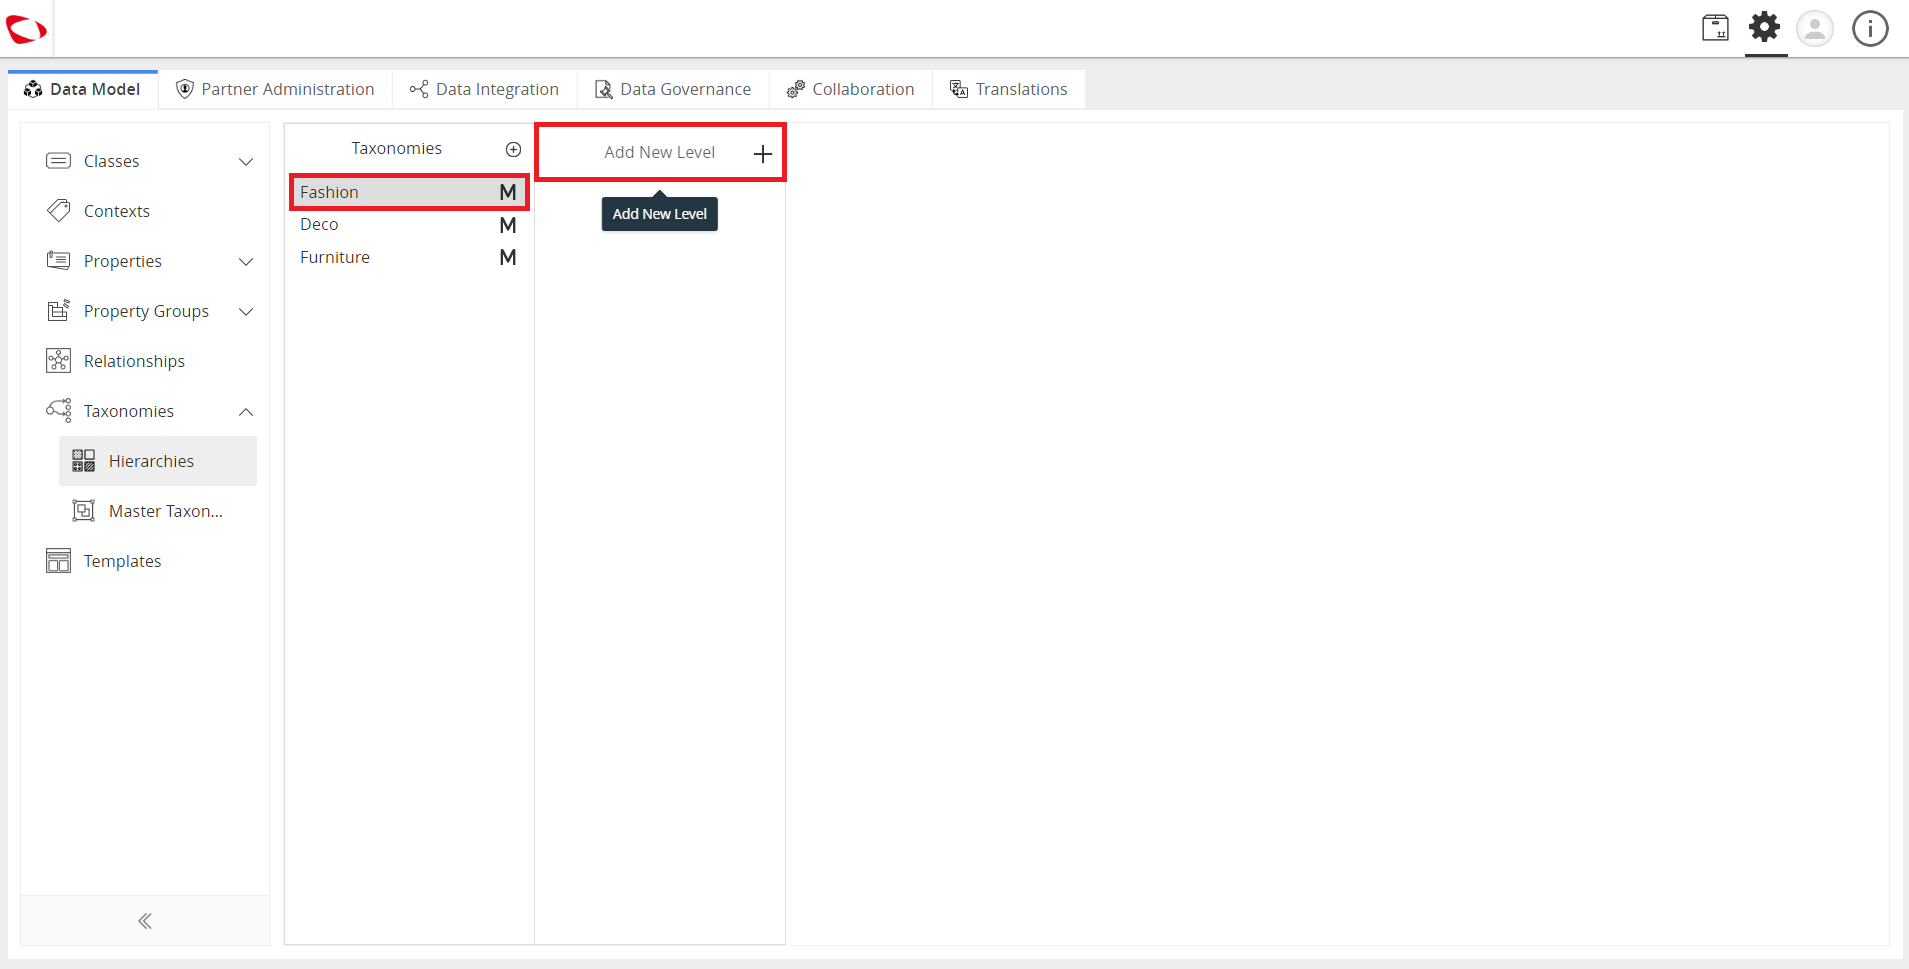 Data Model
Partner Administration
Data Integration
Data Governance
Collaboration
Translations
Classes
Contexts
Properties
Property Groups
Relationships
Taxonomies
Hierarchies
Master Taxon...
Templates
Taxonomies
Fashion M
Deco M
Furniture M
Add New Level
Add New Level